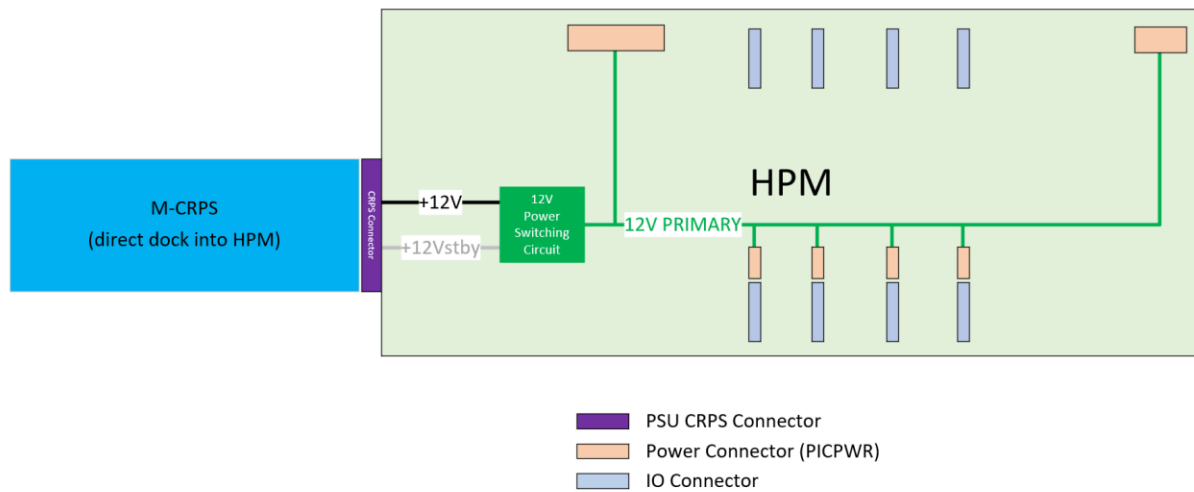 M-CRPS
(direct dock into HPM)
CRPS Connector
+12V
+12Vstby
12V
Power
Switching
Circuit
12V PRIMARY
HPM
PSU CRPS Connector
Power Connector (PICPWR)
IO Connector